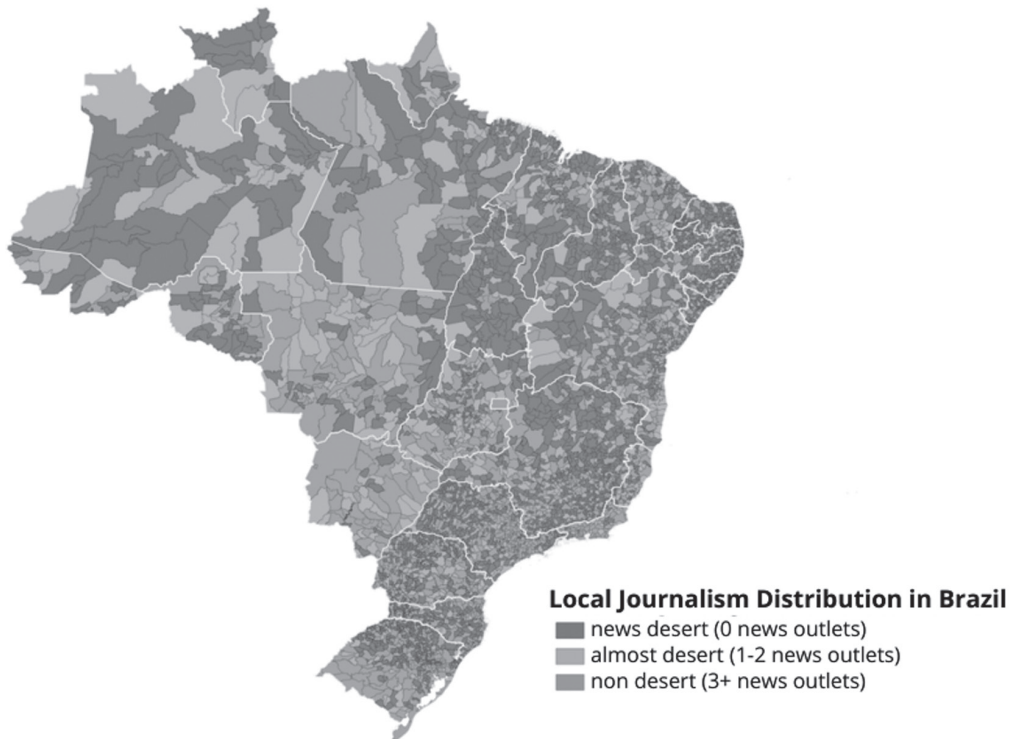 Local Journalism Distribution in Brazil
news desert (0 news outlets)
almost desert (1-2 news outlets)
non desert (3+ news outlets)